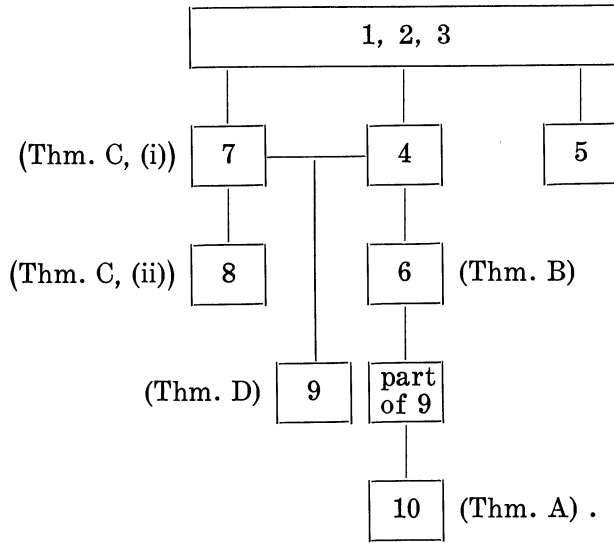 1, 2, 3
(Thm. C, (i)) 7 4 5
(Thm. C, (ii)) 8 6 (Thm. B)
(Thm. D) 9 part
of 9
10 (Thm. A) .